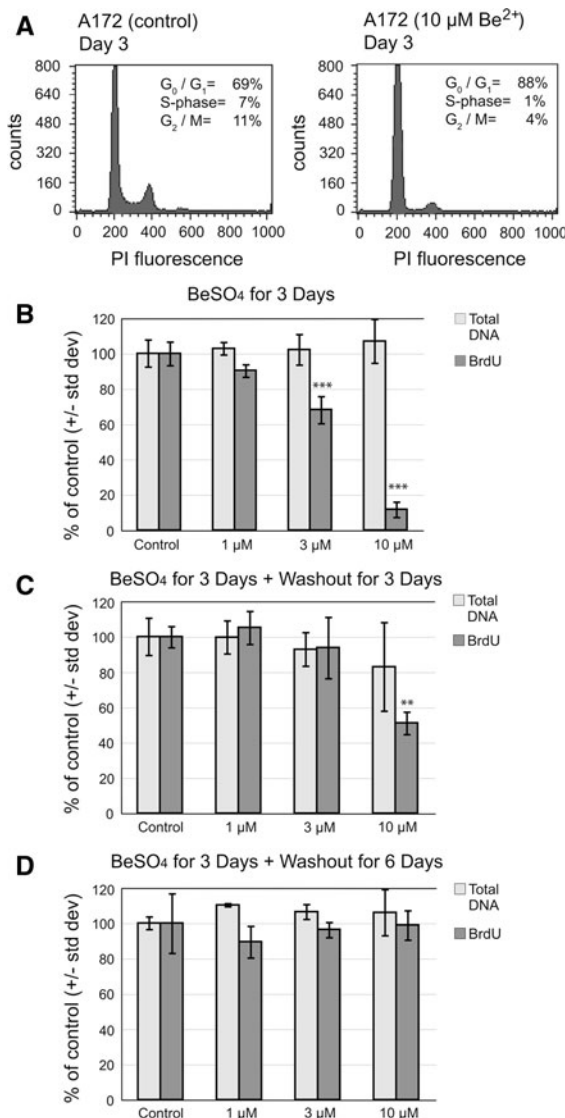 A
A172 (control)
Day 3
800
640
480
320
160
0
counts
G₀ / G₁= 69%
S-phase= 7%
G₂ / M= 11%
0 200 400 600 800 1000
PI fluorescence
A172 (10 µM Be²⁺)
Day 3
800
640
480
320
160
0
G₀ / G₁= 88%
S-phase= 1%
G₂ / M= 4%
0 200 400 600 800 1000
PI fluorescence
B
BeSO₄ for 3 Days
% of control (+/- std dev)
120
100
80
60
40
20
0
***
***
Control 1 µM 3 µM 10 µM
Total
DNA
BrdU
C
BeSO₄ for 3 Days + Washout for 3 Days
% of control (+/- std dev)
120
100
80
60
40
20
0
**
Control 1 µM 3 µM 10 µM
Total
DNA
BrdU
D
BeSO₄ for 3 Days + Washout for 6 Days
% of control (+/- std dev)
120
100
80
60
40
20
0
Control 1 µM 3 µM 10 µM
Total
DNA
BrdU